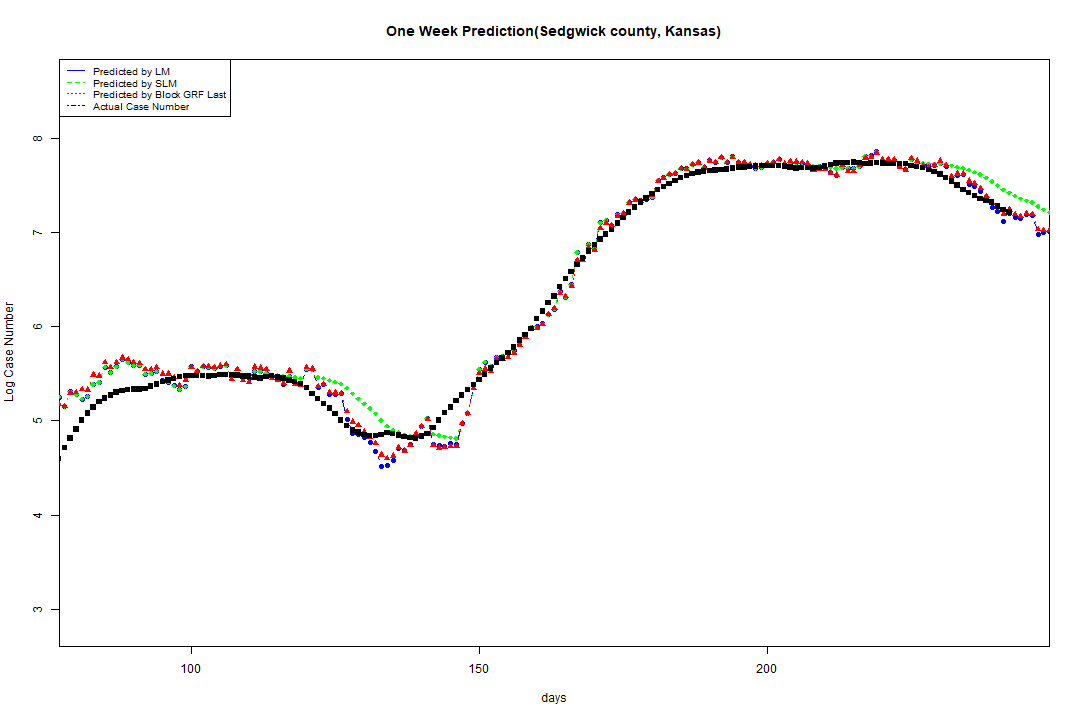 One Week Prediction(Sedgwick county, Kansas)
Predicted by LM
Predicted by SLM
Predicted by Block GRF Last
Actual Case Number
8
7
6
5
4
3
Log Case Number
100 150 200
days